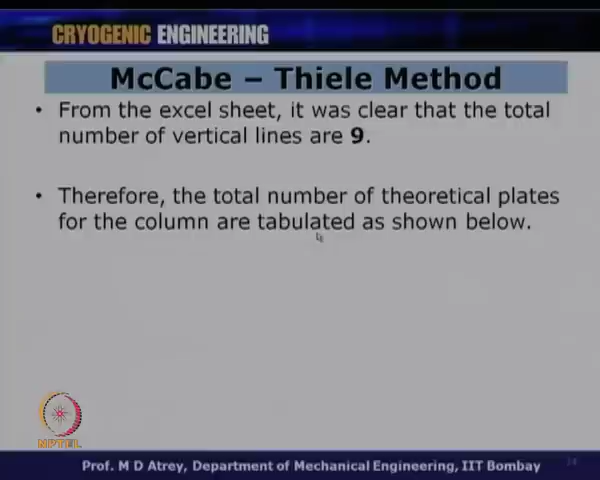 CRYOGENIC ENGINEERING
McCabe – Thiele Method
• From the excel sheet, it was clear that the total
number of vertical lines are 9.
• Therefore, the total number of theoretical plates
for the column are tabulated as shown below.
NPTEL
Prof. M D Atrey, Department of Mechanical Engineering, IIT Bombay